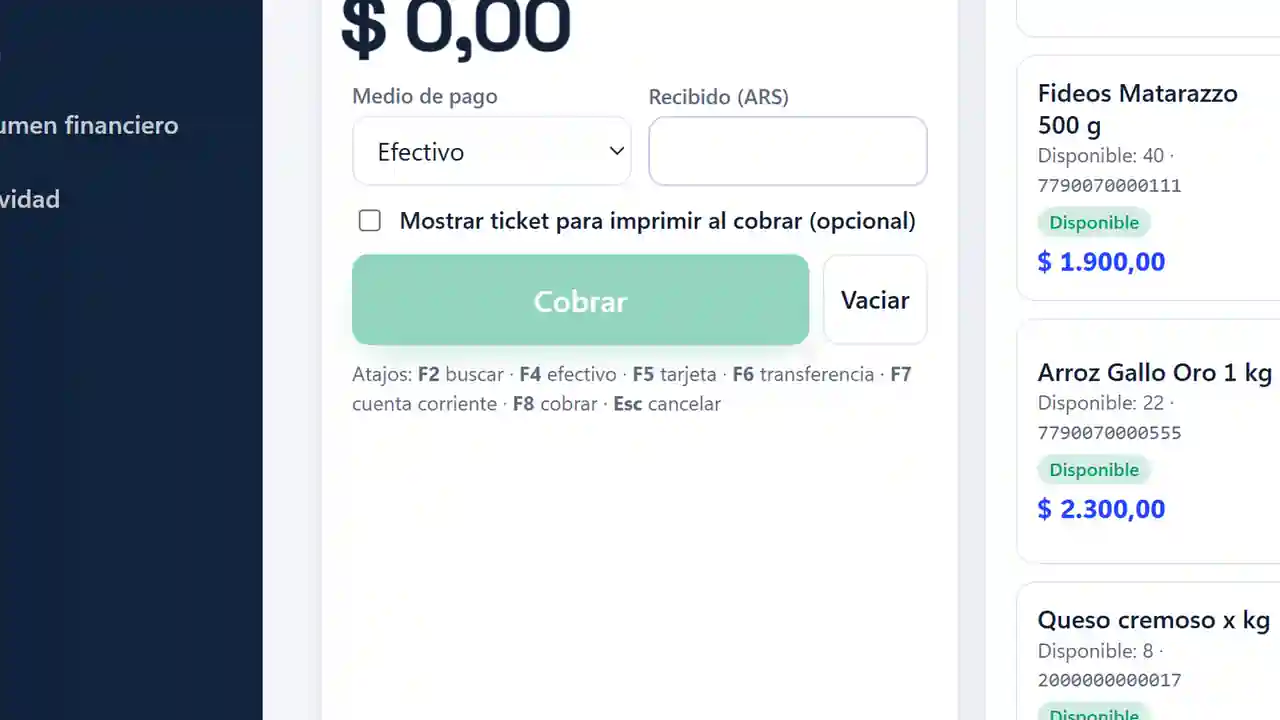 $ 0,00
umen financiero
vidad
Medio de pago
Recibido (ARS)
Efectivo
Mostrar ticket para imprimir al cobrar (opcional)
Cobrar
Vaciar
Atajos: F2 buscar · F4 efectivo · F5 tarjeta · F6 transferencia · F7
cuenta corriente · F8 cobrar · Esc cancelar
Fideos Matarazzo
500 g
Disponible: 40 ·
7790070000111
Disponible
$ 1.900,00
Arroz Gallo Oro 1 kg
Disponible: 22 ·
7790070000555
Disponible
$ 2.300,00
Queso cremoso x kg
Disponible: 8 ·
2000000000017
Disponible